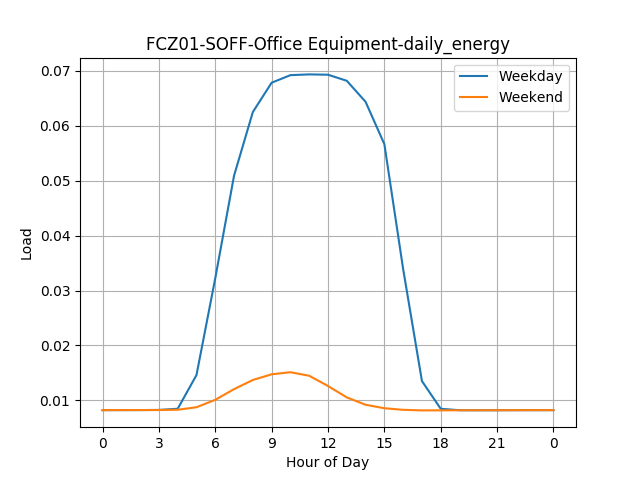 FCZ01-SOFF-Office Equipment-daily_energy
Weekday
Weekend
0.07
0.06
0.05
0.04
0.03
0.02
0.01
Load
0 3 6 9 12 15 18 21 0
Hour of Day